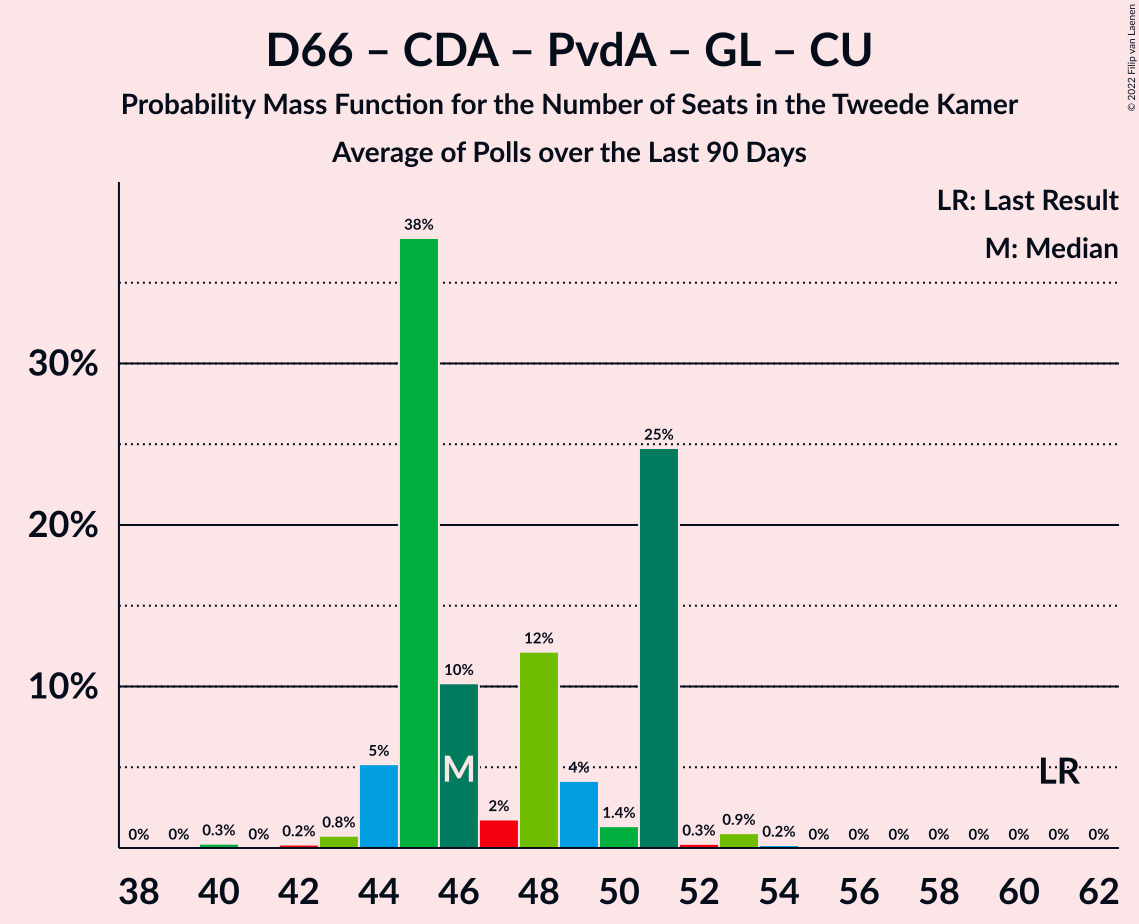 D66 – CDA – PvdA – GL – CU
Probability Mass Function for the Number of Seats in the Tweede Kamer
Average of Polls over the Last 90 Days
© 2022 Filip van Laenen
LR: Last Result
M: Median
38%
30%
25%
20%
12%
10%
10%
5%
M
4%
LR
2%
0% 0% 0.3% 0% 0.2% 0.8% 1.4% 0.3% 0.9% 0.2% 0% 0% 0% 0% 0% 0% 0% 0%
38 40 42 44 46 48 50 52 54 56 58 60 62